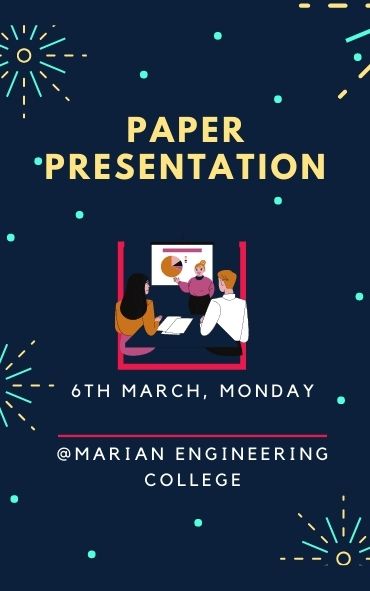 PAPER
PRESENTATION
6TH MARCH, MONDAY
@MARIAN ENGINEERING
COLLEGE